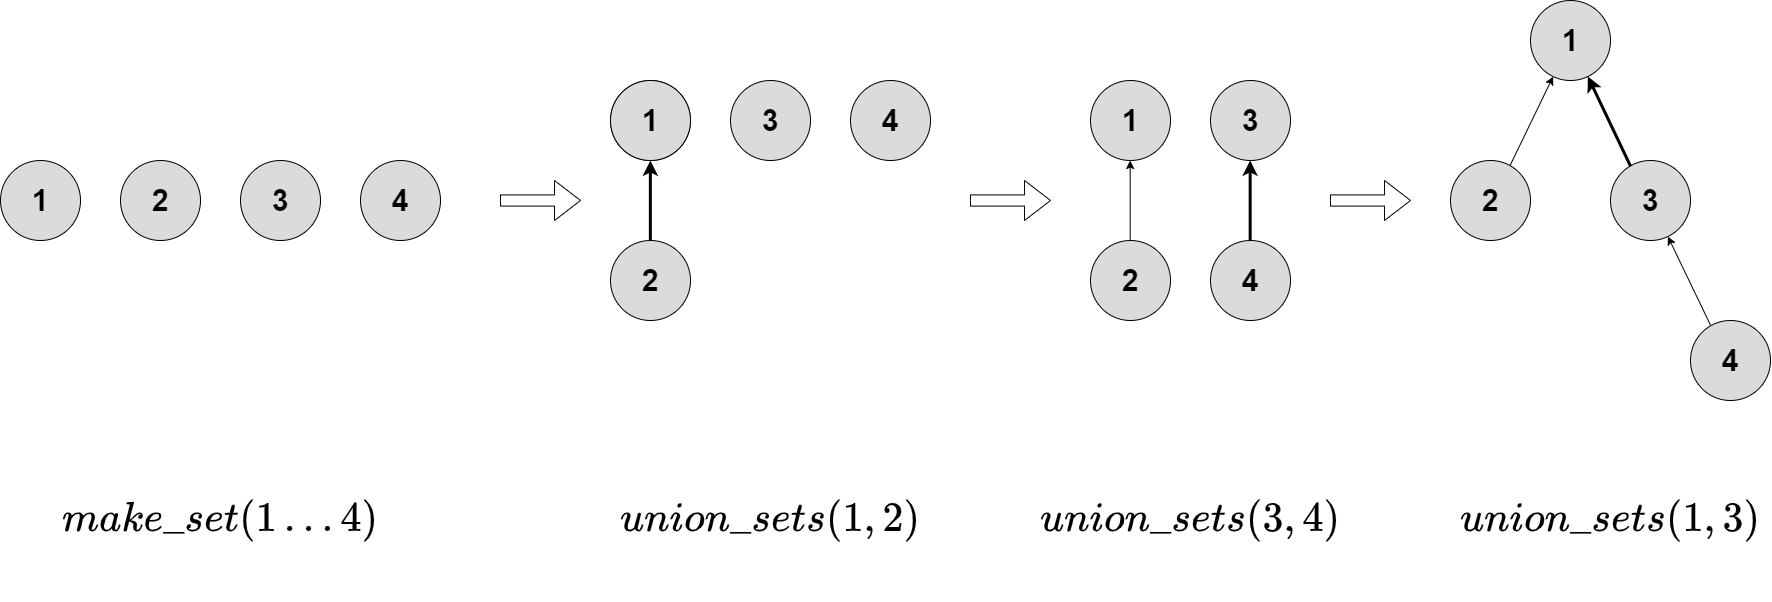 1
1 3 4 1 3
1 2 3 4 2 3
2 2 4
4
make_set(1…4) union_sets(1, 2) union_sets(3, 4) union_sets(1, 3)